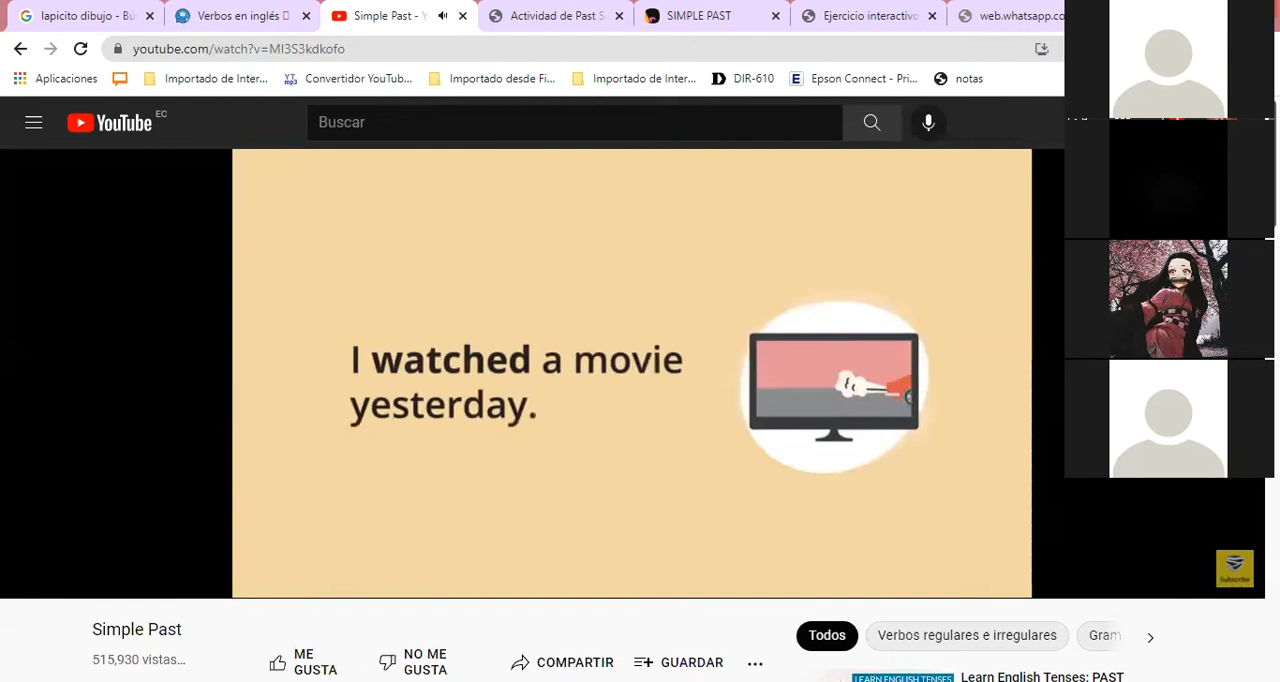 lapicito dibujo - Bú
Verbos en inglés
Simple Past - Y
Actividad de Past S
SIMPLE PAST
Ejercicio interactivo
web.whatsapp.co
youtube.com/watch?v=MI3S3kdkofo
Aplicaciones
Importado de Inter...
Convertidor YouTub...
Importado desde Fi...
Importado de Inter...
DIR-610
Epson Connect - Pri...
notas
YouTube EC
Buscar
I watched a movie
yesterday.
Subscribe
Simple Past
515,930 vistas...
ME
GUSTA
NO ME
GUSTA
COMPARTIR
GUARDAR
Todos
Verbos regulares e irregulares
Gram
LEARN ENGLISH TENSES
Learn English Tenses: PAST